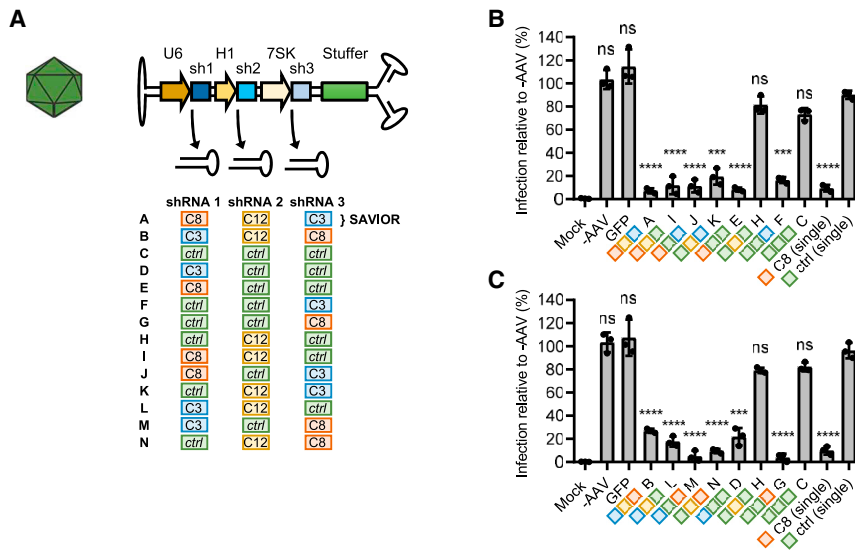 A
U6 H1 7SK Stuffer
sh1 sh2 sh3
shRNA 1 shRNA 2 shRNA 3
A C8 C12 C3 } SAVIOR
B C3 C12 C8
C ctrl ctrl ctrl
D C3 ctrl ctrl
E C8 ctrl ctrl
F ctrl ctrl C3
G ctrl ctrl C8
H ctrl C12 ctrl
I C8 C12 ctrl
J C8 ctrl C3
K ctrl C12 C3
L C3 C12 ctrl
M C3 ctrl C8
N ctrl C12 C8
B
Infection relative to -AAV (%)
140
120
100
80
60
40
20
0
ns ns **** **** **** *** **** ns *** ns ****
Mock -AAV GFP A I J K E H F C C8 (single) ctrl (single)
C
Infection relative to -AAV (%)
140
120
100
80
60
40
20
0
ns ns **** **** **** **** *** ns **** ns ****
Mock -AAV GFP B L M N D H G C C8 (single) ctrl (single)